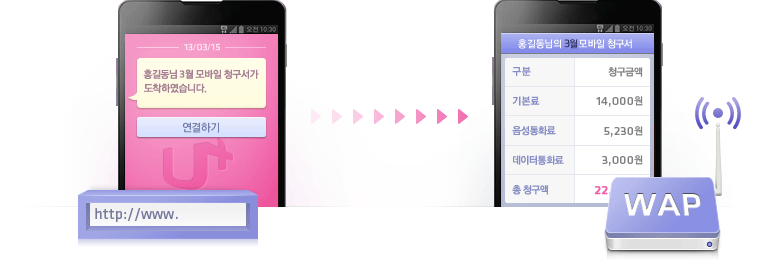 오전 10:30
13/03/15
홍길동님 3월 모바일 청구서가
도착하였습니다.
연결하기
U+
http://www.
오전 10:30
홍길동님의 3월 모바일 청구서
구분 청구금액
기본료 14,000원
음성통화료 5,230원
데이터통화료 3,000원
총 청구액 22
WAP